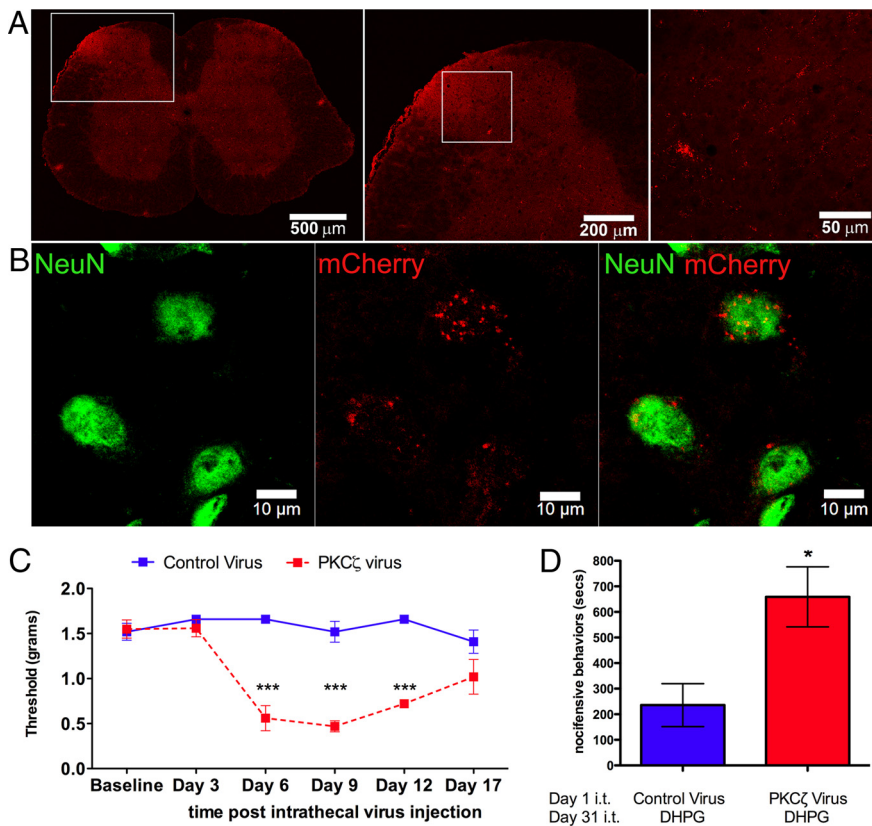 A
500 µm
200 µm
50 µm
B
NeuN
mCherry
NeuN mCherry
10 µm
10 µm
10 µm
C
Control Virus
PKCζ virus
Threshold (grams)
2.0
1.5
1.0
0.5
0.0
***
***
***
Baseline Day 3 Day 6 Day 9 Day 12 Day 17
time post intrathecal virus injection
D
nocifensive behaviors (secs)
800
700
600
500
400
300
200
100
0
*
Day 1 i.t. Control Virus PKCζ Virus
Day 31 i.t. DHPG DHPG